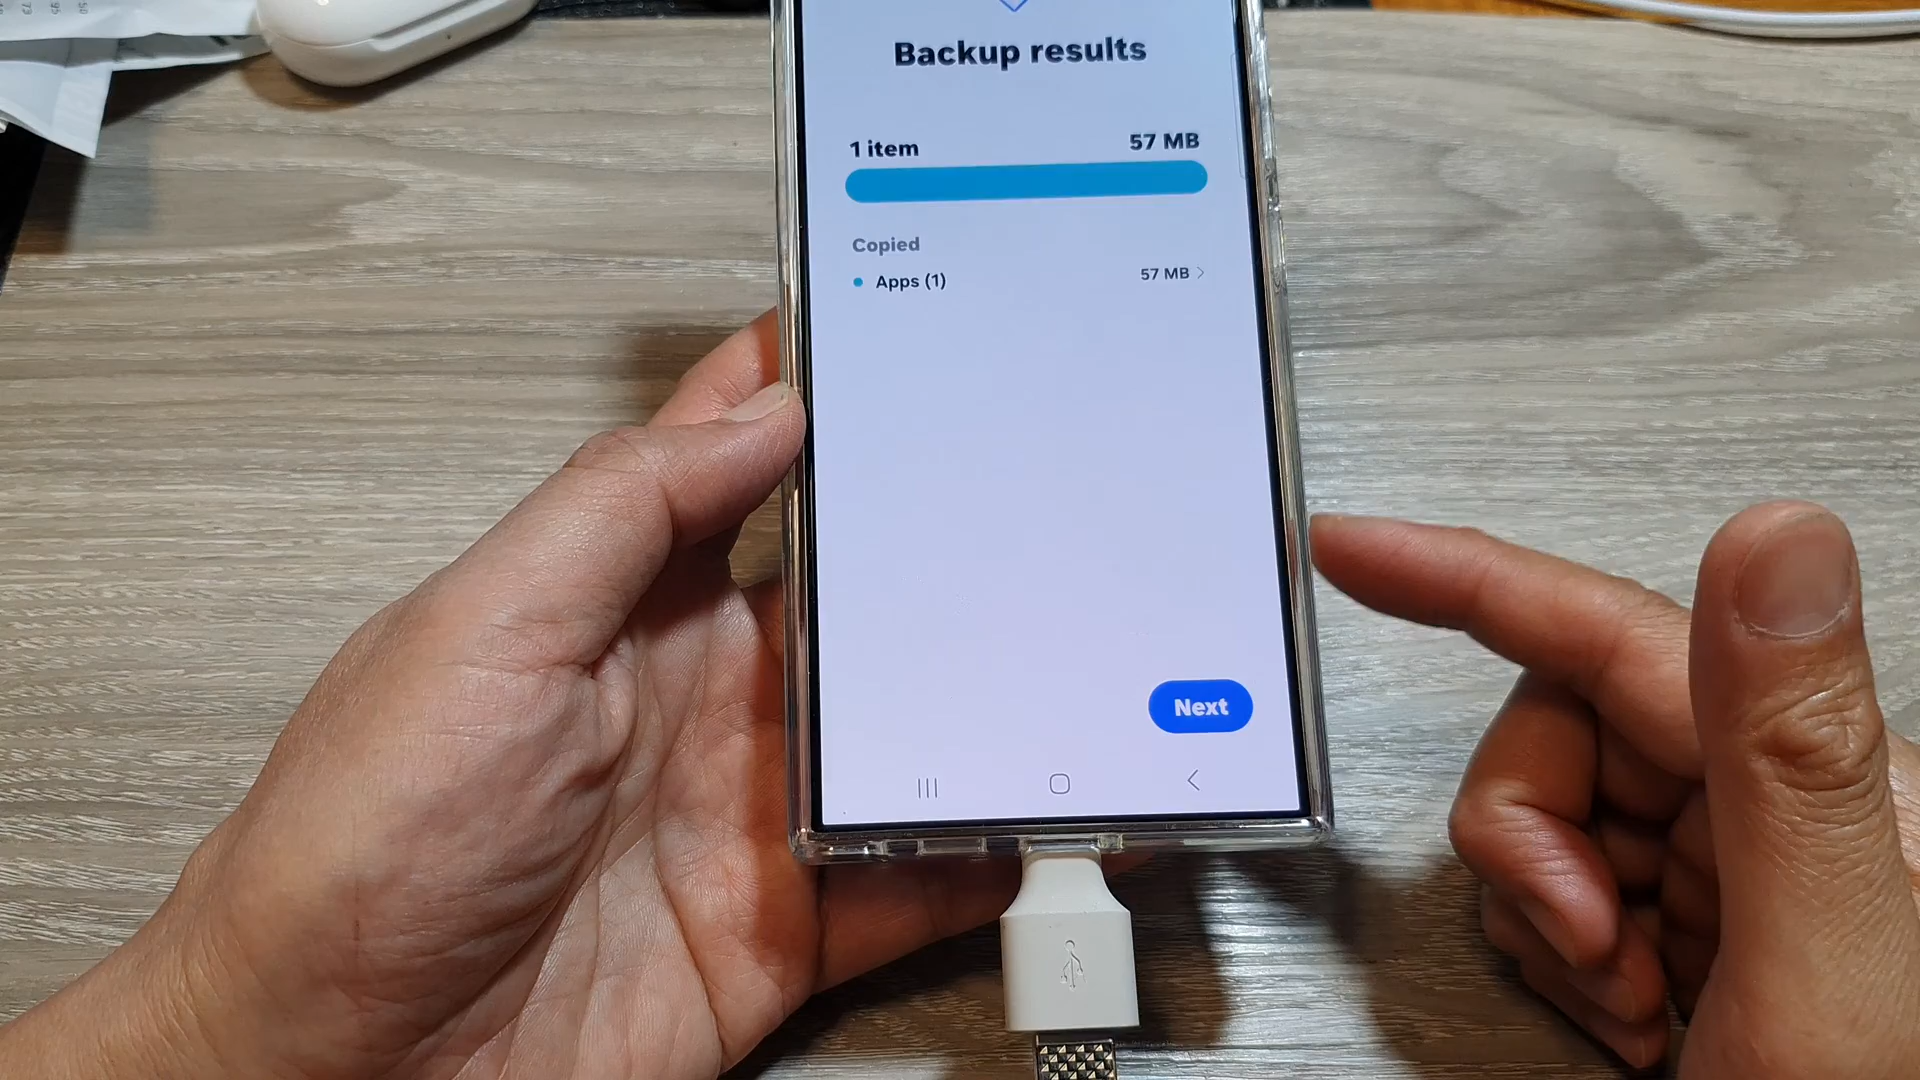 Backup results
1 item 57 MB
Copied
Apps (1) 57 MB
Next